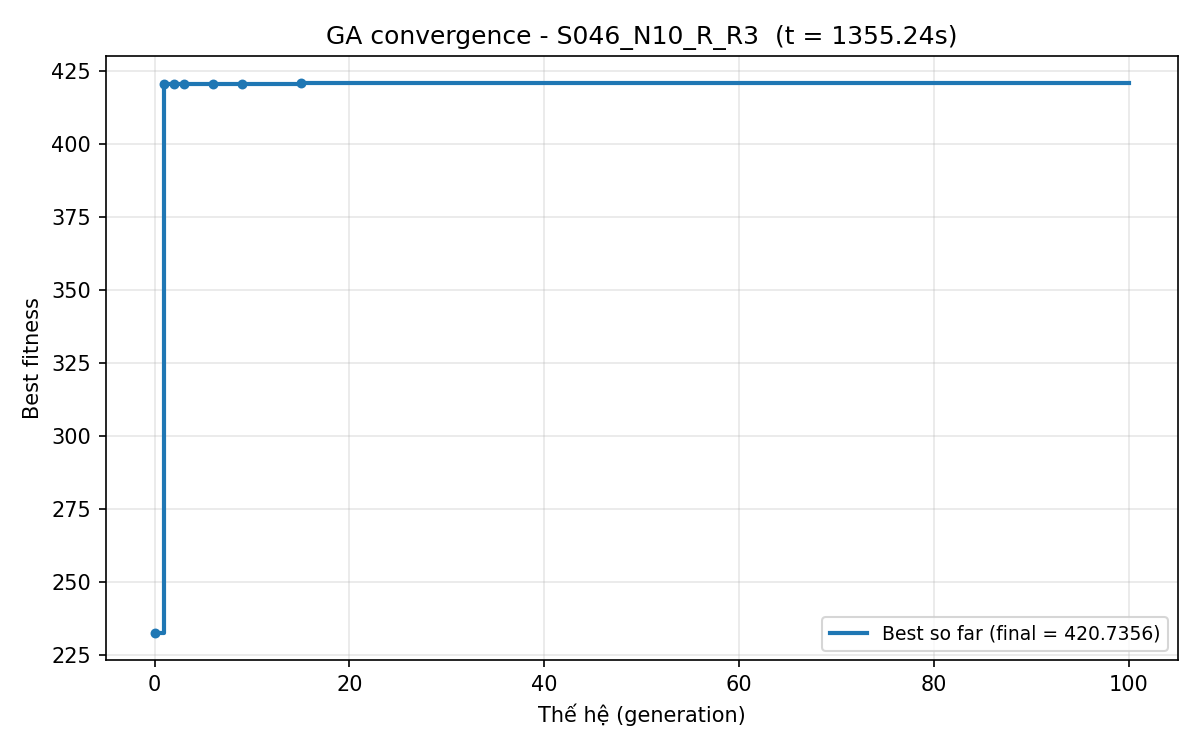 GA convergence - S046_N10_R_R3  (t = 1355.24s)
425
400
375
350
325
300
275
250
225
Best fitness
Best so far (final = 420.7356)
0 20 40 60 80 100
Thế hệ (generation)